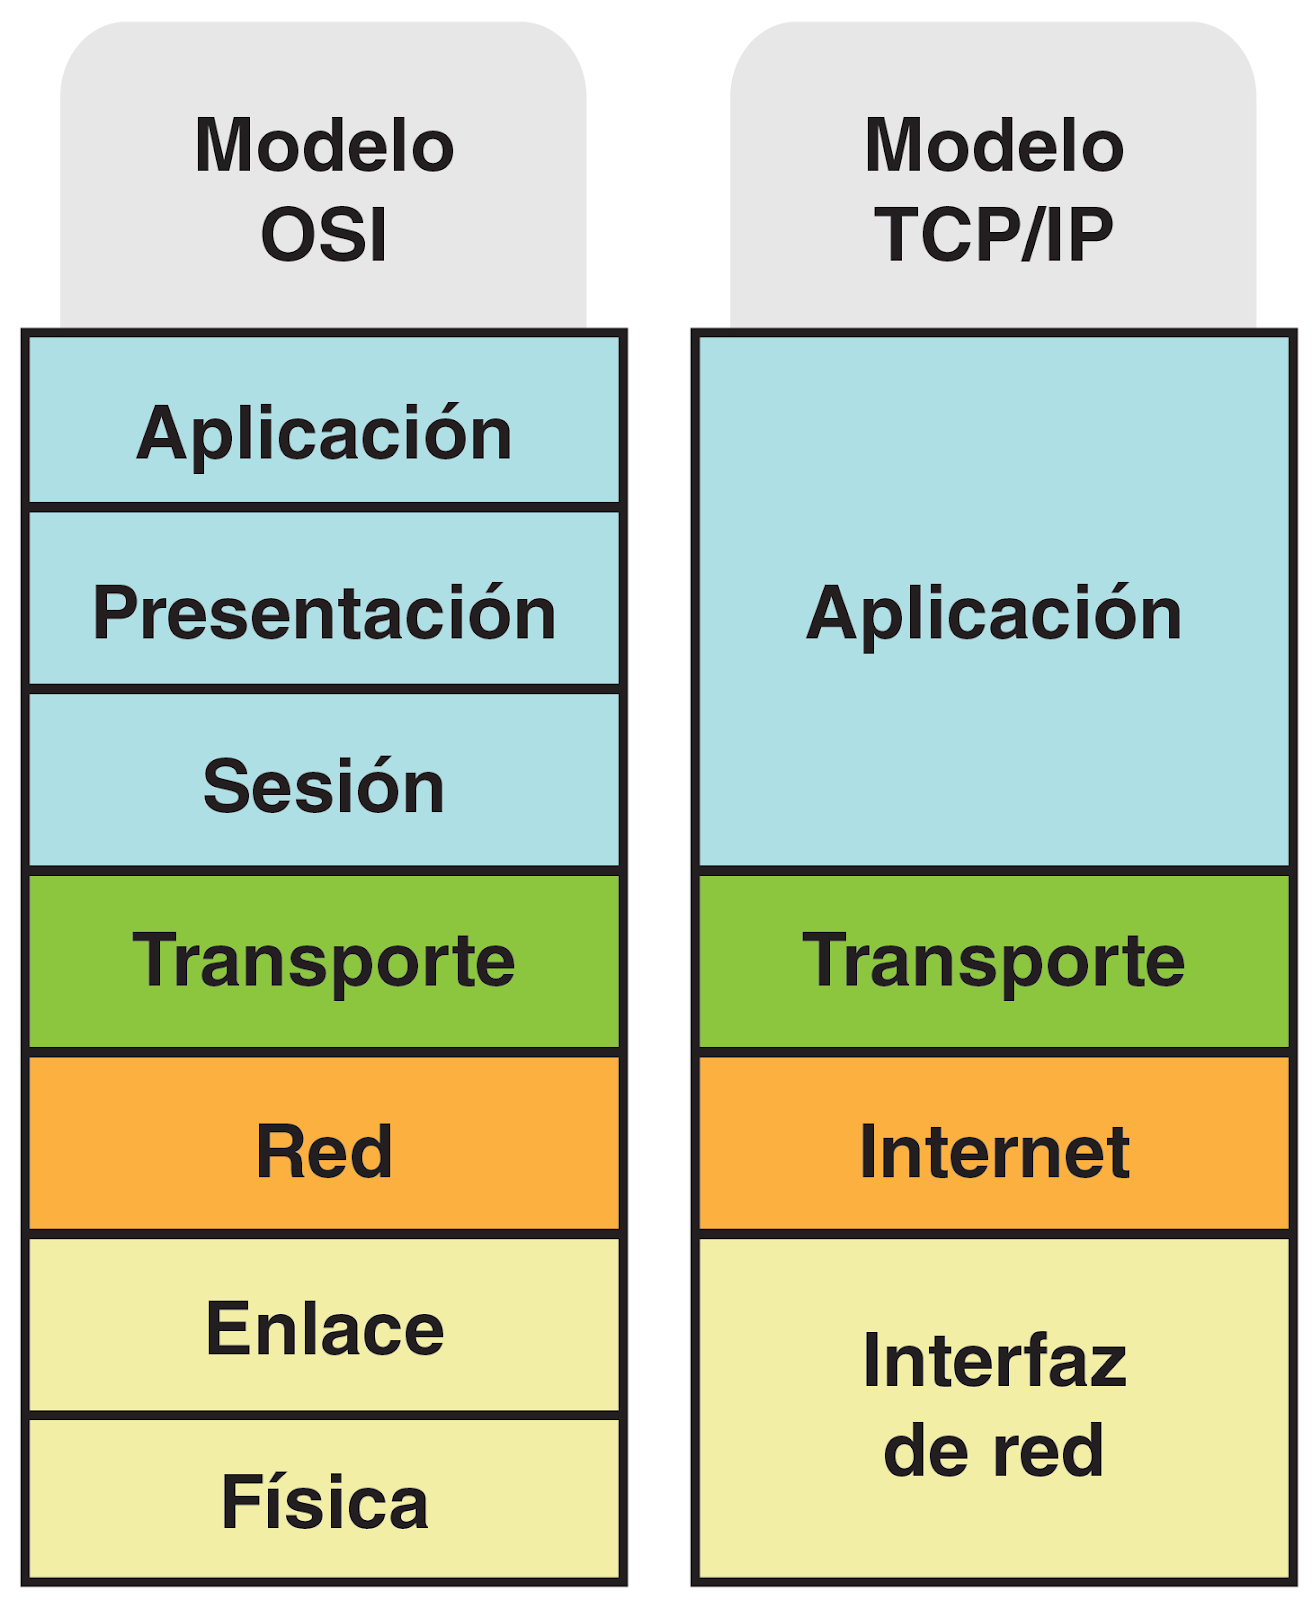 Modelo
OSI
Aplicación
Presentación
Sesión
Transporte
Red
Enlace
Física
Modelo
TCP/IP
Aplicación
Transporte
Internet
Interfaz
de red